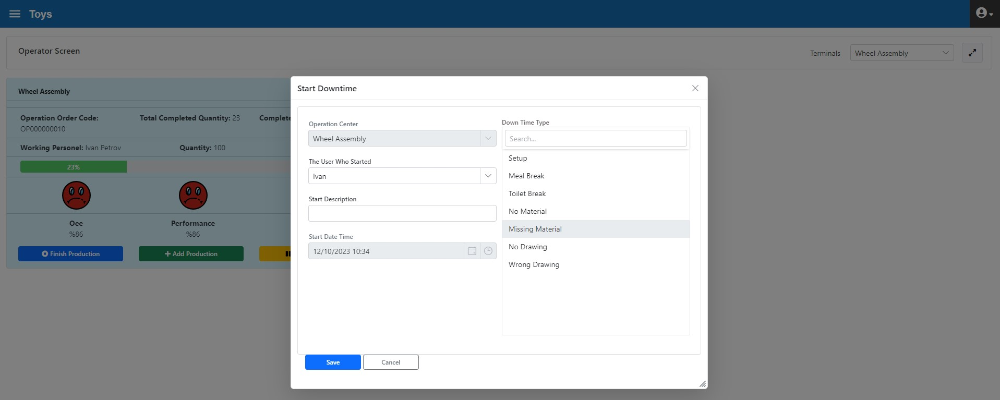 Toys
Operator Screen
Terminals
Wheel Assembly
Wheel Assembly
Operation Order Code:
OP000000010
Total Completed Quantity: 23
Complete
Working Personel: Ivan Petrov
Quantity: 100
23%
Oee
%86
Performance
%86
Finish Production
Add Production
Start Downtime
Operation Center
Wheel Assembly
The User Who Started
Ivan
Start Description
Start Date Time
12/10/2023 10:34
Down Time Type
Search...
Setup
Meal Break
Toilet Break
No Material
Missing Material
No Drawing
Wrong Drawing
Save
Cancel